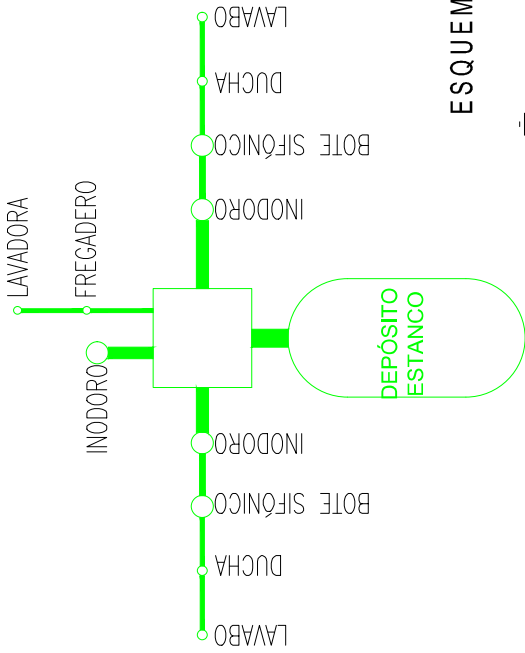 LAVABO
DUCHA
BOTE SIFÓNICO
INODORO
LAVADORA
FREGADERO
INODORO
DEPÓSITO
ESTANCO
INODORO
BOTE SIFÓNICO
DUCHA
LAVABO
ESQUEM